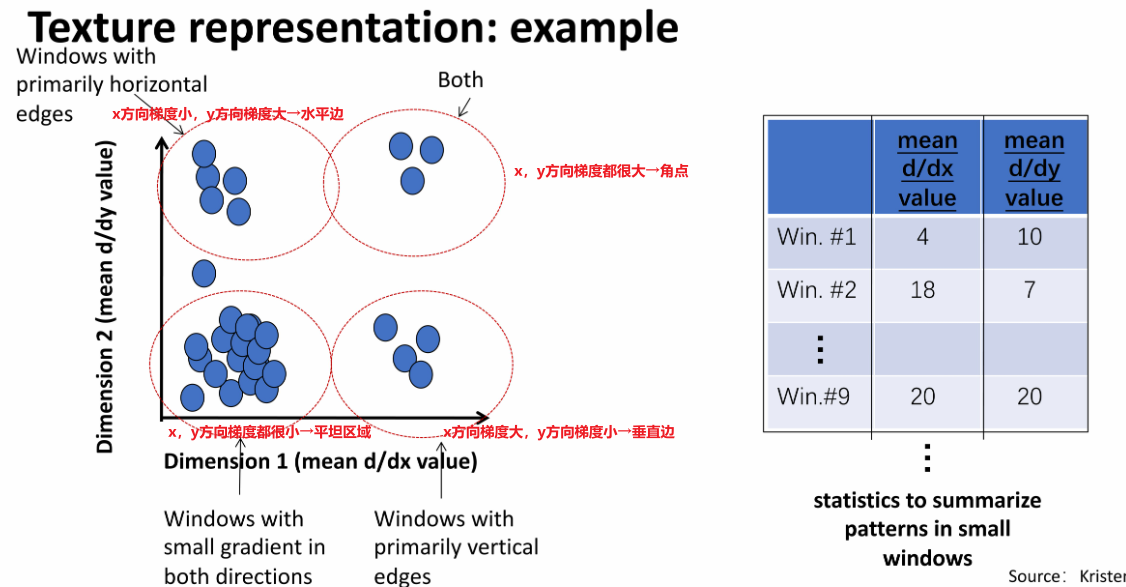 Texture representation: example
Windows with
primarily horizontal
edges
Both
x方向梯度小，y方向梯度大→水平边
x，y方向梯度都很大→角点
Dimension 2 (mean d/dy value)
x，y方向梯度都很小→平坦区域
x方向梯度大，y方向梯度小→垂直边
Dimension 1 (mean d/dx value)
Windows with
small gradient in
both directions
Windows with
primarily vertical
edges
mean d/dx value
mean d/dy value
Win. #1 4 10
Win. #2 18 7
⋮
Win.#9 20 20
⋮
statistics to summarize
patterns in small
windows
Source： Kristen